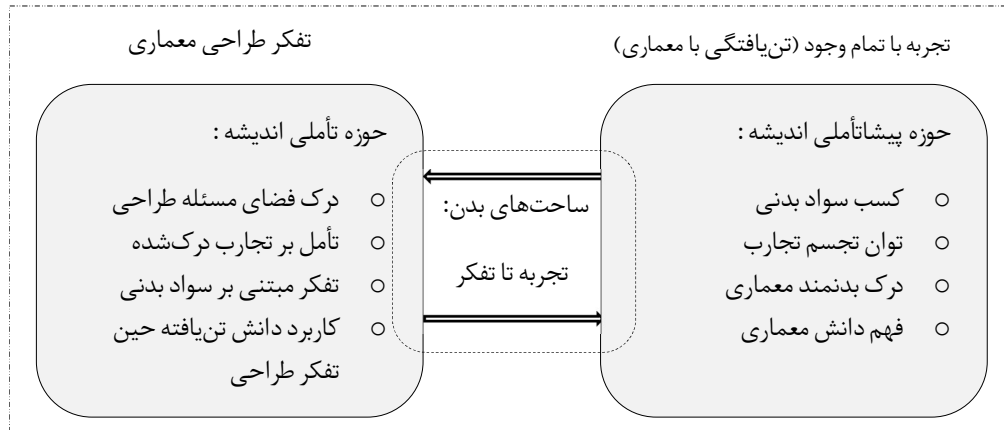 تجربه با تمام وجود (تن‌یافتگی با معماری)
حوزه پیشاتأملی اندیشه :
○ کسب سواد بدنی
○ توان تجسم تجارب
○ درک بدنمند معماری
○ فهم دانش معماری
ساحت‌های بدن:
تجربه تا تفکر
تفکر طراحی معماری
حوزه تأملی اندیشه :
○ درک فضای مسئله طراحی
○ تأمل بر تجارب درک‌شده
○ تفکر مبتنی بر سواد بدنی
○ کاربرد دانش تن‌یافته حین
تفکر طراحی